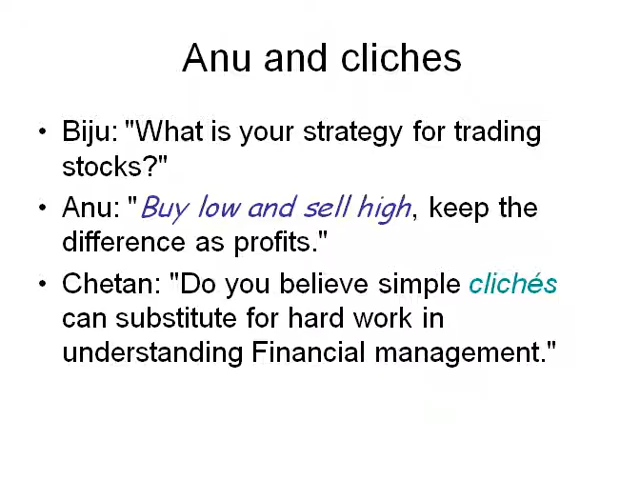 Anu and cliches
• Biju: "What is your strategy for trading
stocks?"
• Anu: "Buy low and sell high, keep the
difference as profits."
• Chetan: "Do you believe simple clichés
can substitute for hard work in
understanding Financial management."